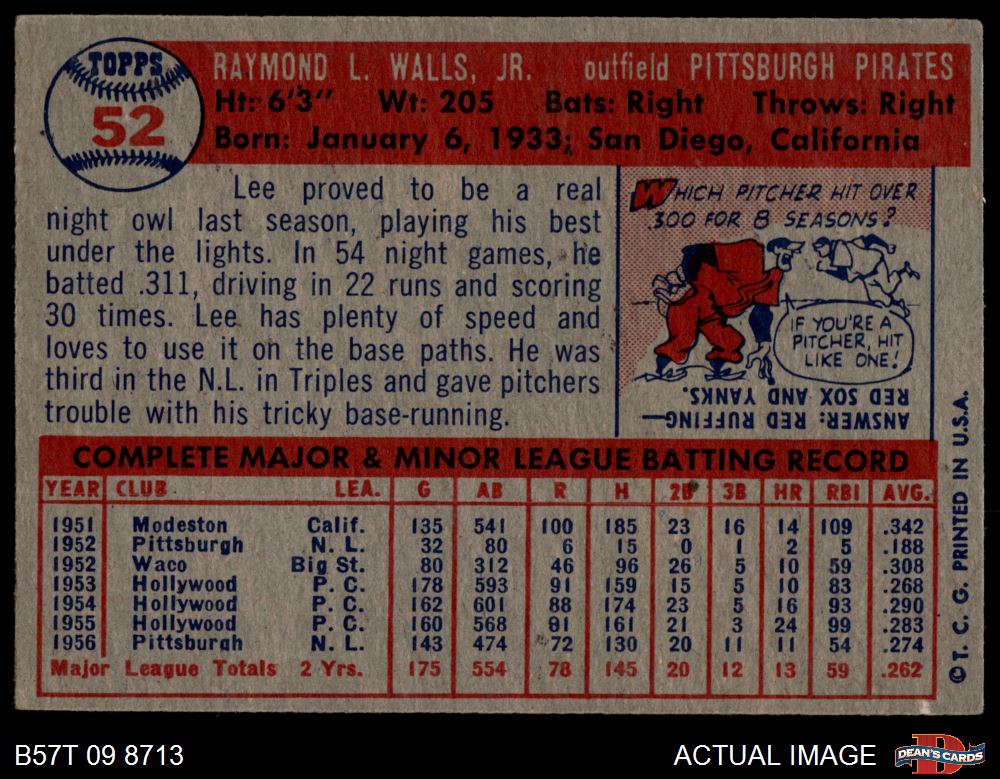 TOPPS
52
RAYMOND L. WALLS, JR. outfield PITTSBURGH PIRATES
Ht: 6'3" Wt: 205 Bats: Right Throws: Right
Born: January 6, 1933; San Diego, California
Lee proved to be a real
night owl last season, playing his best
under the lights. In 54 night games, he
batted .311, driving in 22 runs and scoring
30 times. Lee has plenty of speed and
loves to use it on the base paths. He was
third in the N.L. in Triples and gave pitchers
trouble with his tricky base-running.
WHICH PITCHER HIT OVER
.300 FOR 8 SEASONS?
IF YOU'RE A
PITCHER, HIT
LIKE ONE!
ANSWER: RED RUFFING—
RED SOX AND YANKS.
COMPLETE MAJOR & MINOR LEAGUE BATTING RECORD
YEAR CLUB LEA. G AB R H 2B 3B HR RBI AVG.
1951 Modeston Calif. 135 541 100 185 23 16 14 109 .342
1952 Pittsburgh N. L. 32 80 6 15 0 1 2 5 .188
1952 Waco Big St. 80 312 46 96 26 5 10 59 .308
1953 Hollywood P. C. 178 593 91 159 15 5 10 83 .268
1954 Hollywood P. C. 162 601 88 174 23 5 16 93 .290
1955 Hollywood P. C. 160 568 91 161 21 3 24 99 .283
1956 Pittsburgh N. L. 143 474 72 130 20 11 11 54 .274
Major League Totals 2 Yrs. 175 554 78 145 20 12 13 59 .262
© T. C. G. PRINTED IN U.S.A.
B57T 09 8713
ACTUAL IMAGE
DEAN'S CARDS